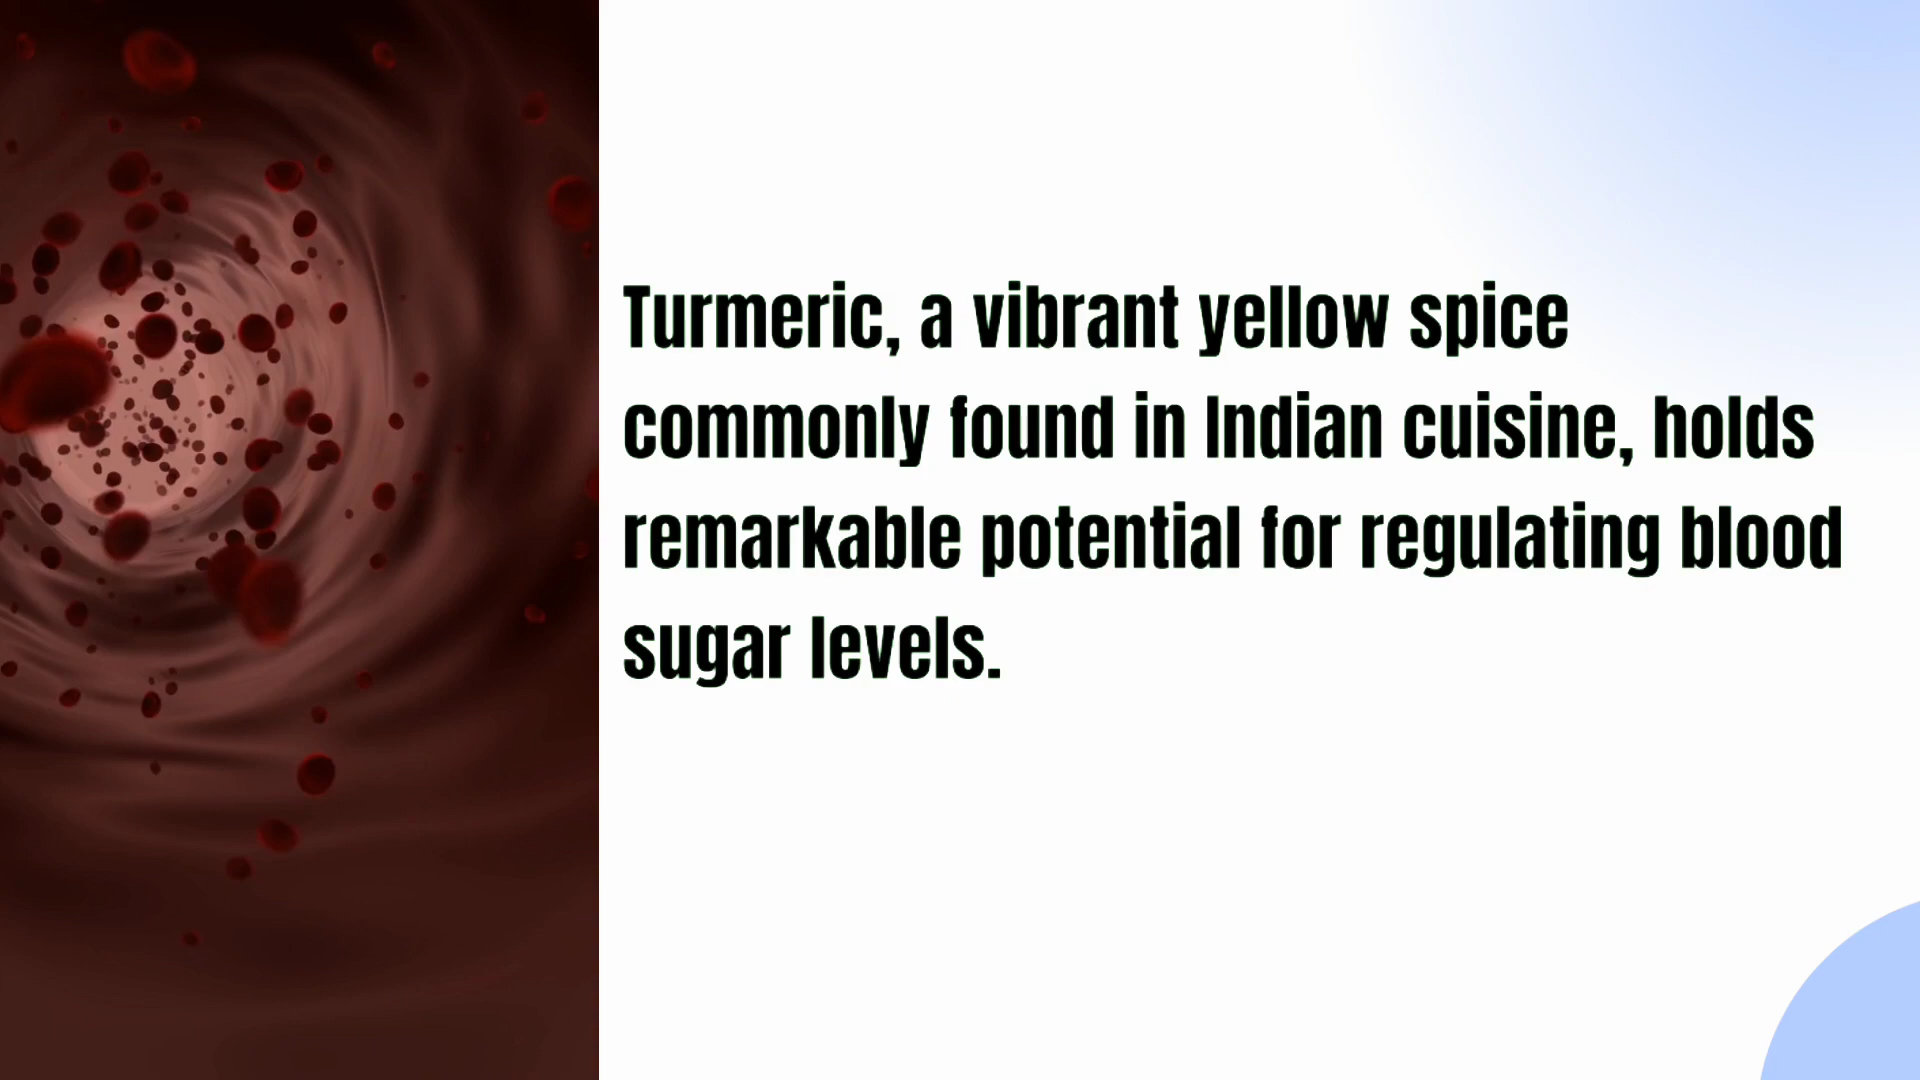 Turmeric, a vibrant yellow spice
commonly found in Indian cuisine, holds
remarkable potential for regulating blood
sugar levels.